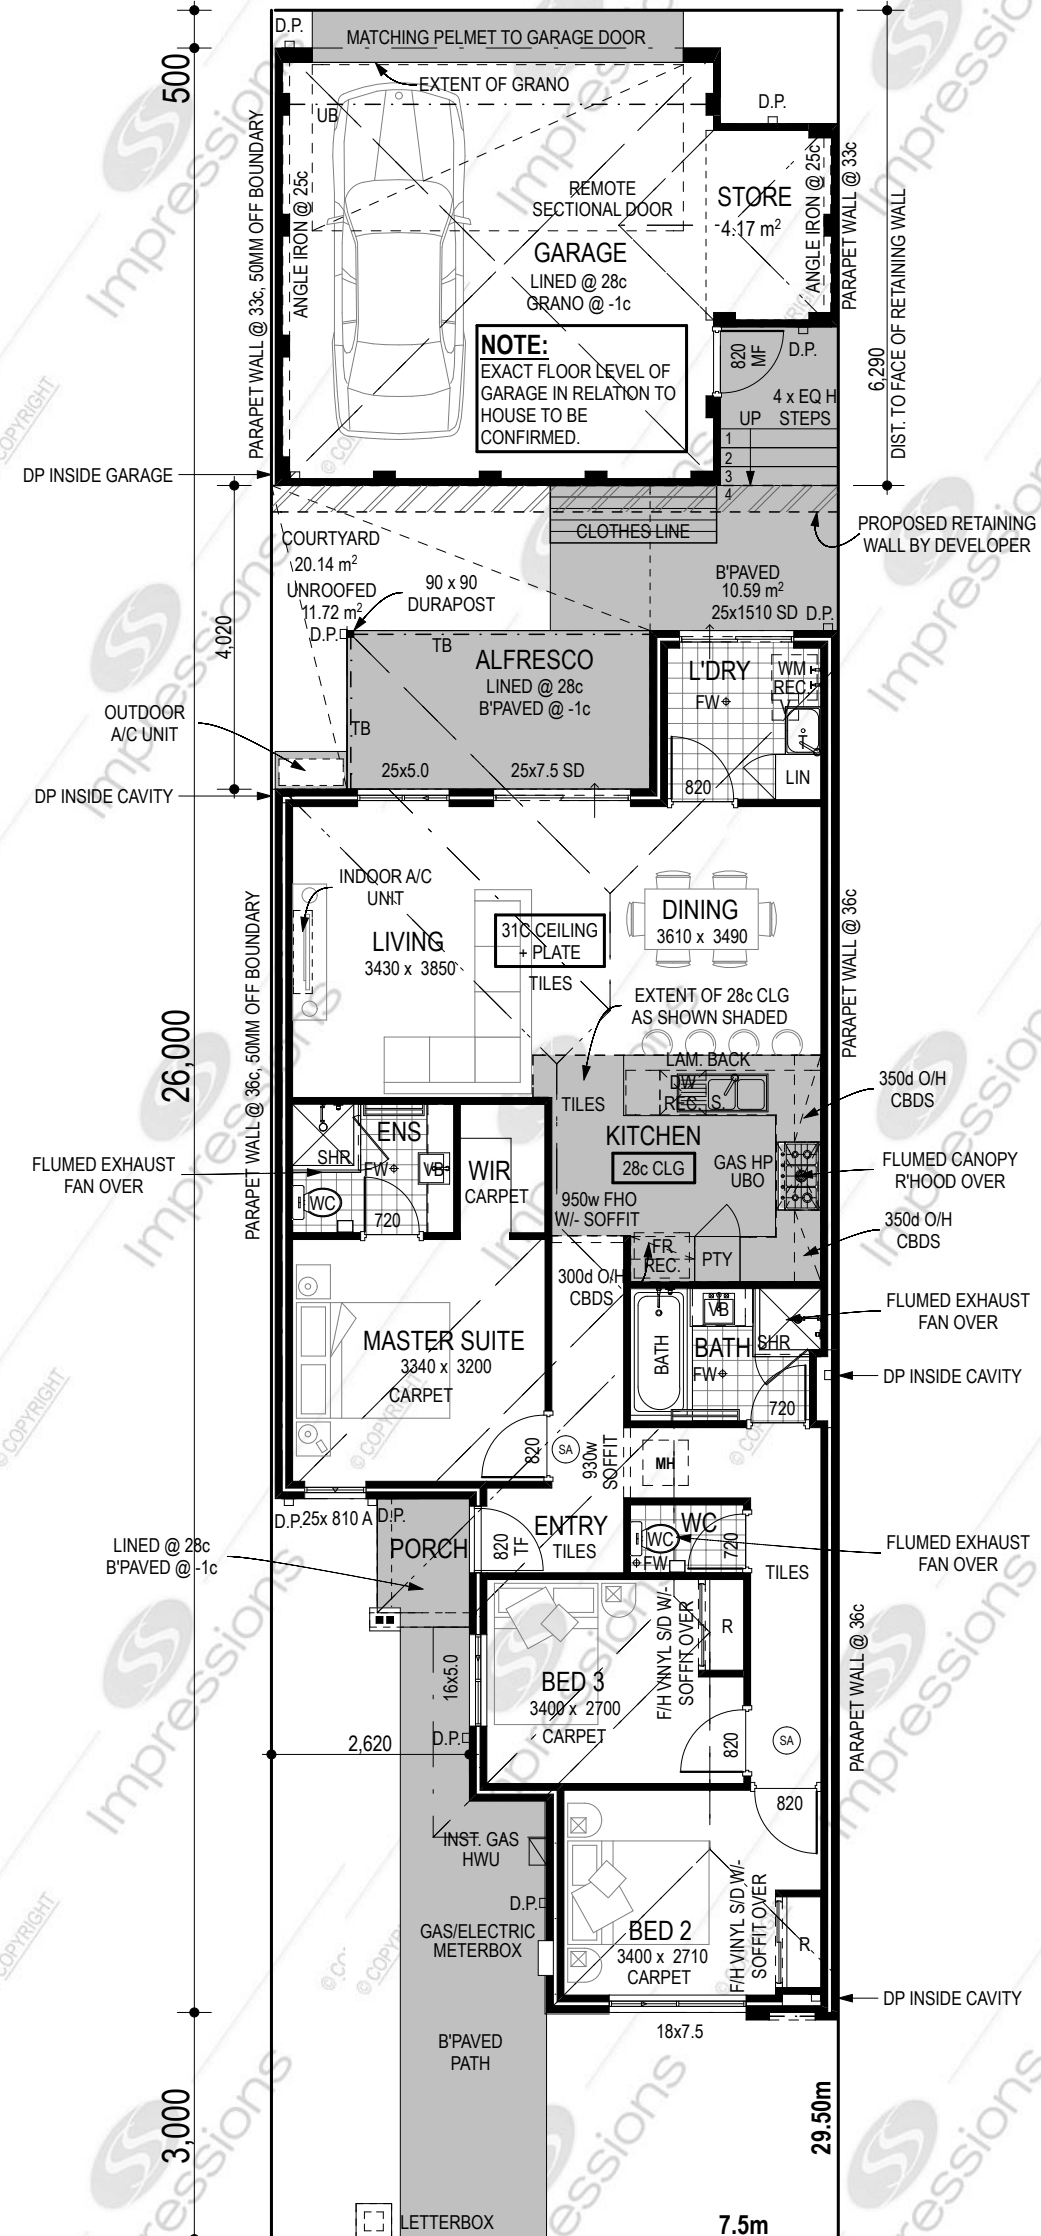 D.P.
MATCHING PELMET TO GARAGE DOOR
500
EXTENT OF GRANO
UB
D.P.
PARAPET WALL @ 33c, 50MM OFF BOUNDARY
ANGLE IRON @ 25c
REMOTE
SECTIONAL DOOR
STORE
4.17 m²
ANGLE IRON @ 25c
PARAPET WALL @ 33c
GARAGE
LINED @ 28c
GRANO @ -1c
NOTE:
EXACT FLOOR LEVEL OF
GARAGE IN RELATION TO
HOUSE TO BE
CONFIRMED.
820
MF
D.P.
6,290
DIST. TO FACE OF RETAINING WALL
4 x EQ H
STEPS
UP
1
2
3
4
DP INSIDE GARAGE
PROPOSED RETAINING
WALL BY DEVELOPER
CLOTHES LINE
COURTYARD
20.14 m²
UNROOFED
11.72 m²
D.P.
90 x 90
DURAPOST
B'PAVED
10.59 m²
25x1510 SD
D.P.
4,020
TB
ALFRESCO
LINED @ 28c
B'PAVED @ -1c
TB
L'DRY
FW
WM
REC
LIN
820
OUTDOOR
A/C UNIT
25x5.0
25x7.5 SD
DP INSIDE CAVITY
INDOOR A/C
UNIT
LIVING
3430 x 3850
31C CEILING
+ PLATE
TILES
DINING
3610 x 3490
EXTENT OF 28c CLG
AS SHOWN SHADED
26,000
PARAPET WALL @ 36c, 50MM OFF BOUNDARY
PARAPET WALL @ 36c
LAM. BACK
DW
REC.
S.
TILES
KITCHEN
28c CLG
GAS HP
UBO
350d O/H
CBDS
FLUMED CANOPY
R'HOOD OVER
350d O/H
CBDS
FLUMED EXHAUST
FAN OVER
ENS
SHR
FW
VB
WC
720
WIR
CARPET
950w FHO
W/- SOFFIT
FR
REC.
PTY
300d O/H
CBDS
MASTER SUITE
3340 x 3200
CARPET
BATH
VB
BATH
FW
SHR
720
FLUMED EXHAUST
FAN OVER
DP INSIDE CAVITY
820
SA
930w
SOFFIT
MH
D.P.
25x 810 A
D.P.
PORCH
LINED @ 28c
B'PAVED @ -1c
820
TF
ENTRY
TILES
WC
WC
FW
720
TILES
FLUMED EXHAUST
FAN OVER
16x5.0
BED 3
3400 x 2700
CARPET
F/H VINYL S/D W/-
SOFFIT OVER
R
820
SA
PARAPET WALL @ 36c
2,620
D.P.
820
INST. GAS
HWU
D.P.
GAS/ELECTRIC
METERBOX
BED 2
3400 x 2710
CARPET
F/H VINYL S/D W/-
SOFFIT OVER
R
DP INSIDE CAVITY
18x7.5
B'PAVED
PATH
3,000
29.50m
LETTERBOX
7.5m
Impressions
© COPYRIGHT